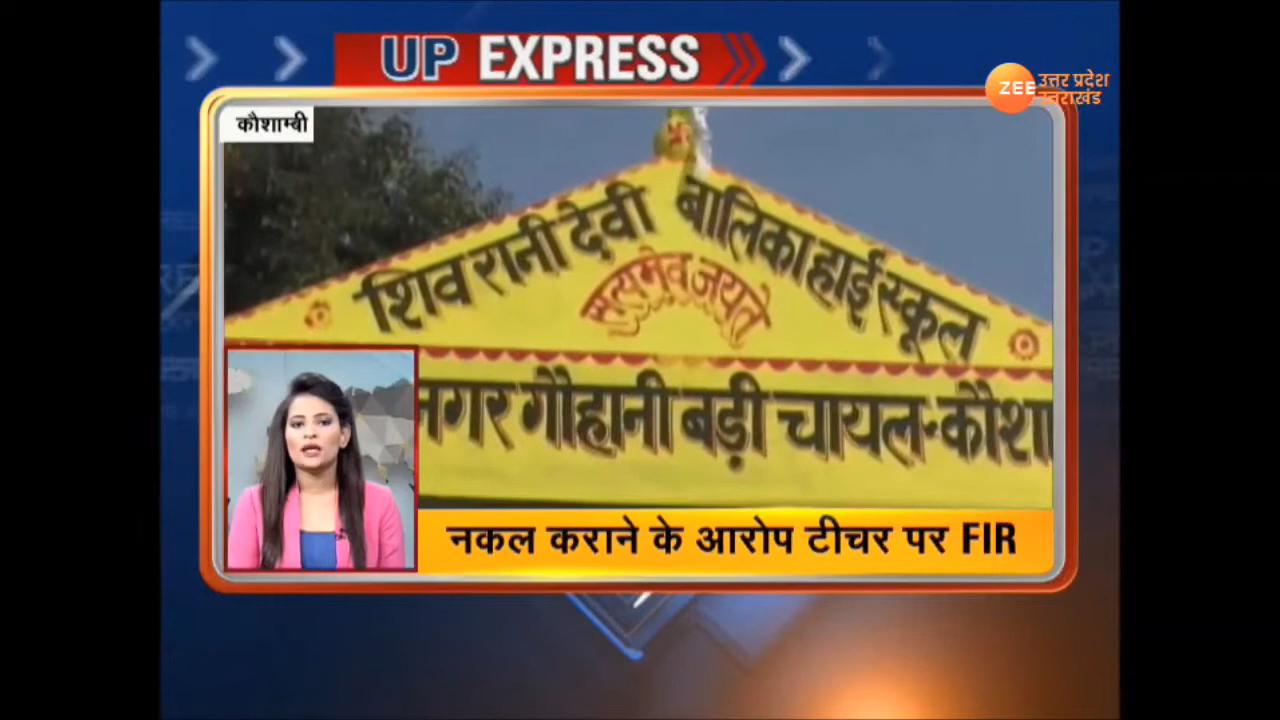 UP EXPRESS
ZEE उत्तर प्रदेश
उत्तराखंड
कौशाम्बी
शिव रानी देवी बालिका हाई स्कूल
सत्यमेव जयते
नगर गौहानी बड़ी चायल-कौशा
नकल कराने के आरोप टीचर पर FIR